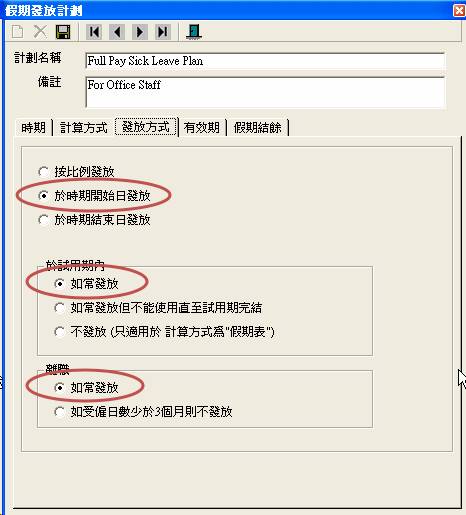 假期發放計劃
計劃名稱 Full Pay Sick Leave Plan
備註 For Office Staff
時期 計算方式 發放方式 有效期 假期結餘
按比例發放
於時期開始日發放
於時期結束日發放
於試用期內
如常發放
如常發放但不能使用直至試用期完結
不發放 (只適用於 計算方式爲"假期表")
離職
如常發放
如受僱日數少於3個月則不發放